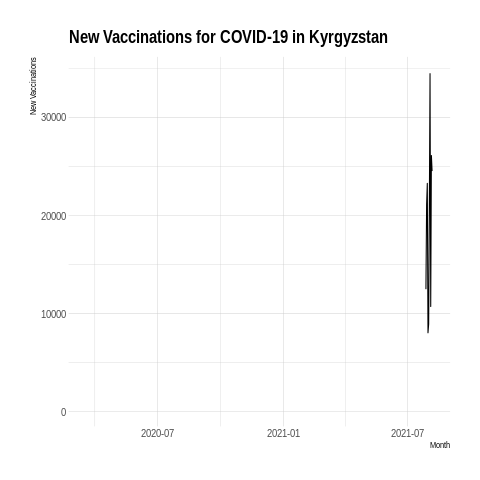 New Vaccinations for COVID-19 in Kyrgyzstan
New Vaccinations
30000
20000
10000
0
2020-07 2021-01 2021-07
Month